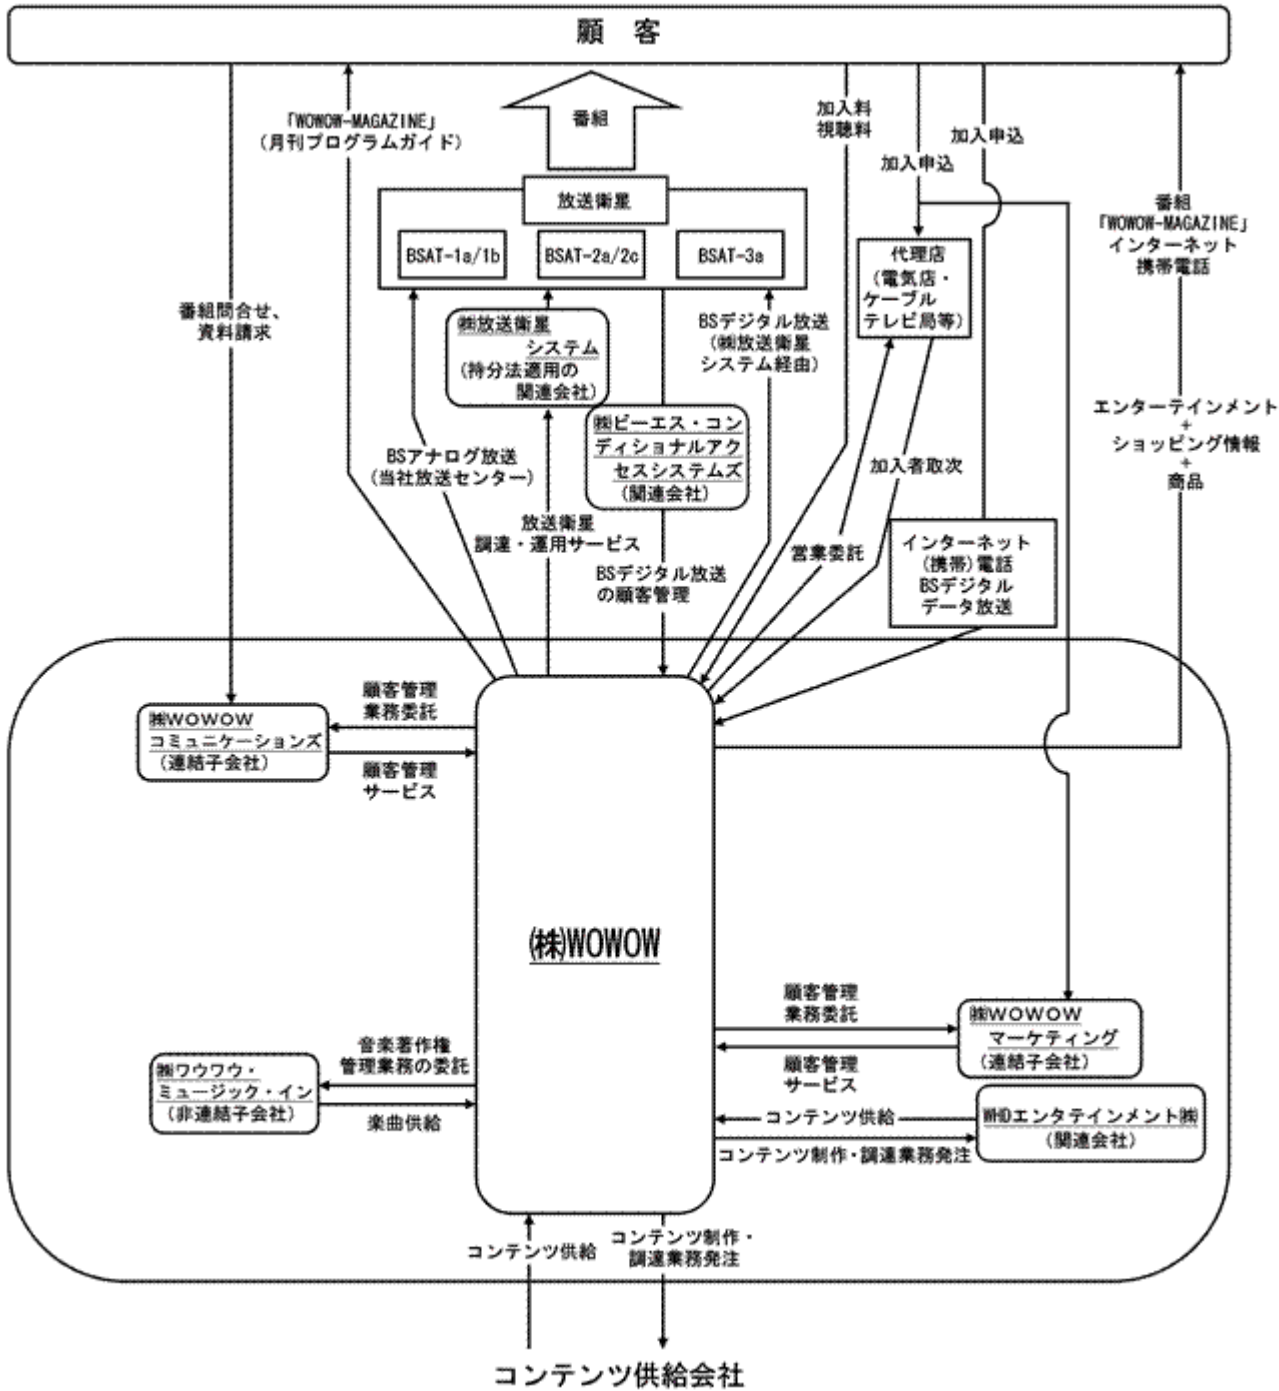 顧　客
「WOWOW-MAGAZINE」
(月刊プログラムガイド)
番組
加入料
視聴料
加入申込
加入申込
放送衛星
BSAT-1a/1b
BSAT-2a/2c
BSAT-3a
代理店
(電気店・
ケーブル
テレビ局等)
番組
「WOWOW-MAGAZINE」
インターネット
携帯電話
番組問合せ、
資料請求
㈱放送衛星
システム
(持分法適用の
関連会社)
BSデジタル放送
(㈱放送衛星
システム経由)
㈱ビーエス・コン
ディショナルアク
セスシステムズ
(関連会社)
エンターテインメント
+
ショッピング情報
+
商品
BSアナログ放送
(当社放送センター)
加入者取次
放送衛星
調達・運用サービス
営業委託
インターネット
(携帯)電話
BSデジタル
データ放送
BSデジタル放送
の顧客管理
㈱WOWOW
コミュニケーションズ
(連結子会社)
顧客管理
業務委託
顧客管理
サービス
(株)WOWOW
顧客管理
業務委託
顧客管理
サービス
㈱WOWOW
マーケティング
(連結子会社)
㈱ワウワウ・
ミュージック・イン
(非連結子会社)
音楽著作権
管理業務の委託
楽曲供給
コンテンツ供給
コンテンツ制作・調達業務発注
WHDエンタテインメント㈱
(関連会社)
コンテンツ供給
コンテンツ制作・
調達業務発注
コンテンツ供給会社